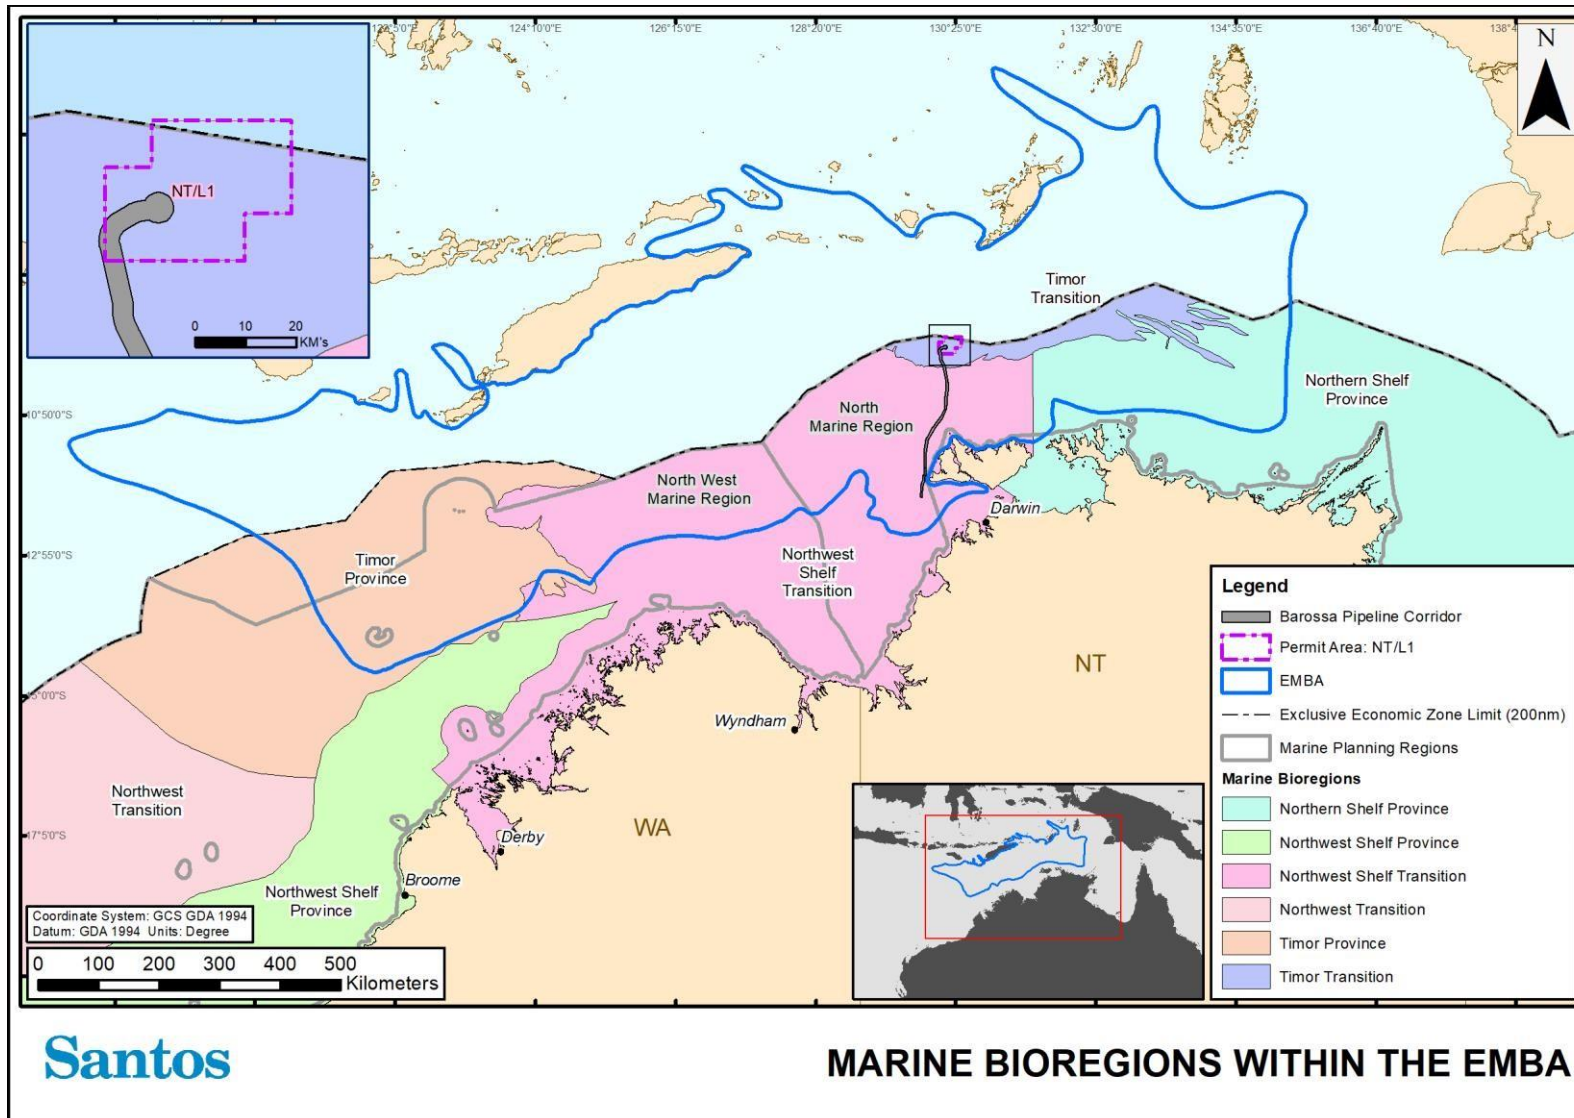 124°10'0"E
126°15'0"E
128°20'0"E
130°25'0"E
132°30'0"E
134°35'0"E
136°40'0"E
N
NT/L1
0 10 20
KM's
Timor
Transition
Northern Shelf
Province
10°50'0"S
North
Marine Region
North West
Marine Region
Darwin
12°55'0"S
Timor
Province
Northwest
Shelf
Transition
NT
Wyndham
Northwest
Transition
17°5'0"S
WA
Derby
Broome
Northwest Shelf
Province
Legend
Barossa Pipeline Corridor
Permit Area: NT/L1
EMBA
Exclusive Economic Zone Limit (200nm)
Marine Planning Regions
Marine Bioregions
Northern Shelf Province
Northwest Shelf Province
Northwest Shelf Transition
Northwest Transition
Timor Province
Timor Transition
Coordinate System: GCS GDA 1994
Datum: GDA 1994 Units: Degree
0 100 200 300 400 500
Kilometers
Santos
MARINE BIOREGIONS WITHIN THE EMBA